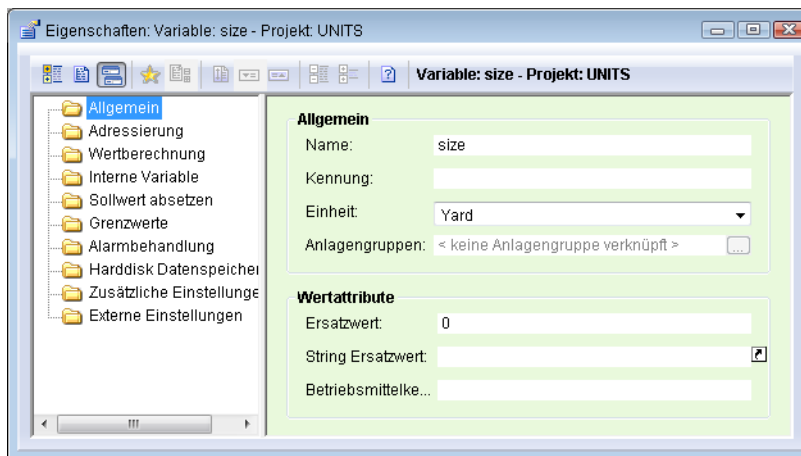 Eigenschaften: Variable: size - Projekt: UNITS
Variable: size - Projekt: UNITS
Allgemein
Adressierung
Wertberechnung
Interne Variable
Sollwert absetzen
Grenzwerte
Alarmbehandlung
Harddisk Datenspeicher
Zusätzliche Einstellunge
Externe Einstellungen
Allgemein
Name: size
Kennung:
Einheit: Yard
Anlagengruppen: < keine Anlagengruppe verknüpft > ...
Wertattribute
Ersatzwert: 0
String Ersatzwert:
Betriebsmittelke...